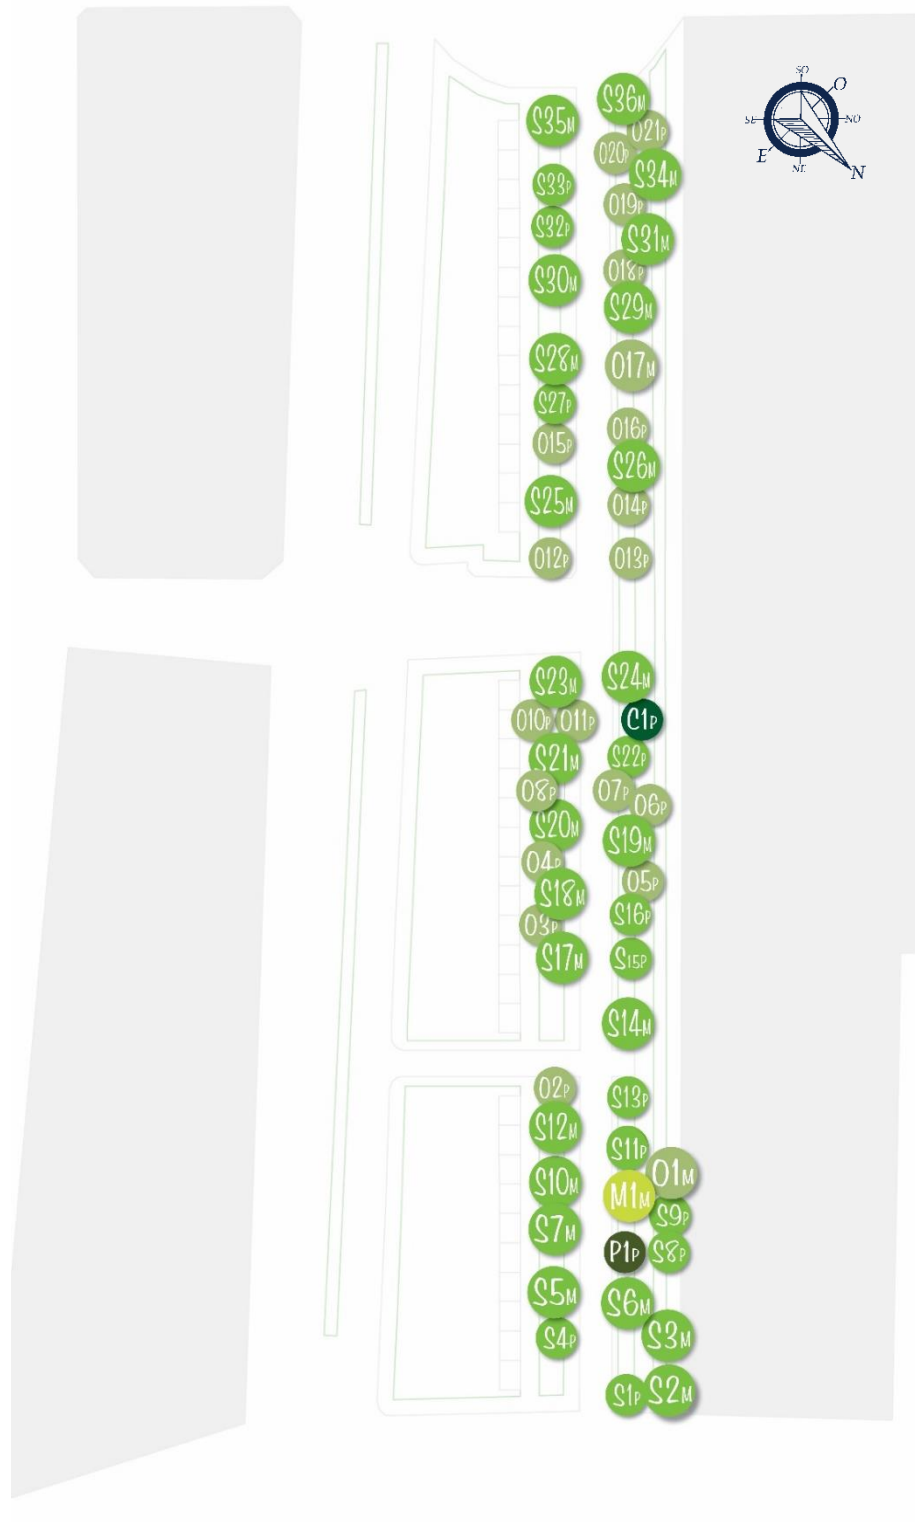 SO
S36M
O
S35M
SE
NO
O21P
O20P
E
NE
N
S34M
S33P
O19P
S32P
S31M
O18P
S30M
S29M
S28M
O17M
S27P
O16P
O15P
S26M
S25M
O14P
O12P
O13P
S23M
S24M
O10P
O11P
C1P
S21M
S22P
O8P
O7P
O6P
S20M
S19M
O4P
O5P
S18M
S16P
O3P
S17M
S15P
S14M
O2P
S13P
S12M
S11P
O1M
S10M
M1M
S9P
S7M
P1P
S8P
S5M
S6M
S4P
S3M
S1P
S2M